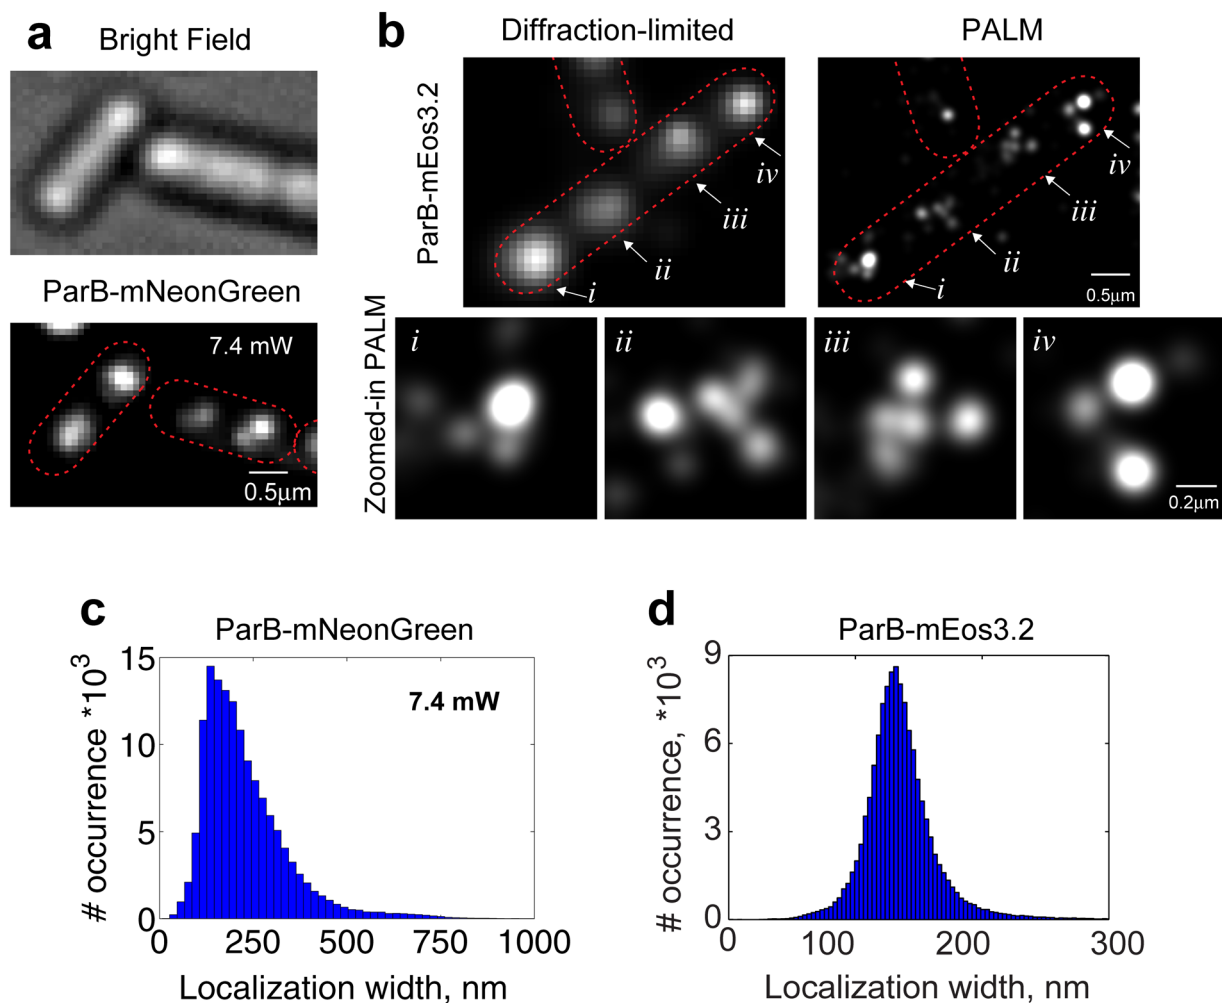 a
Bright Field
ParB-mNeonGreen
7.4 mW
0.5μm
b
Diffraction-limited
PALM
ParB-mEos3.2
i
ii
iii
iv
i
ii
iii
iv
0.5μm
Zoomed-in PALM
i
ii
iii
iv
0.2μm
c
ParB-mNeonGreen
7.4 mW
# occurrence *10³
15
10
5
0
0 250 500 750 1000
Localization width, nm
d
ParB-mEos3.2
# occurrence, *10³
9
6
3
0
0 100 200 300
Localization width, nm